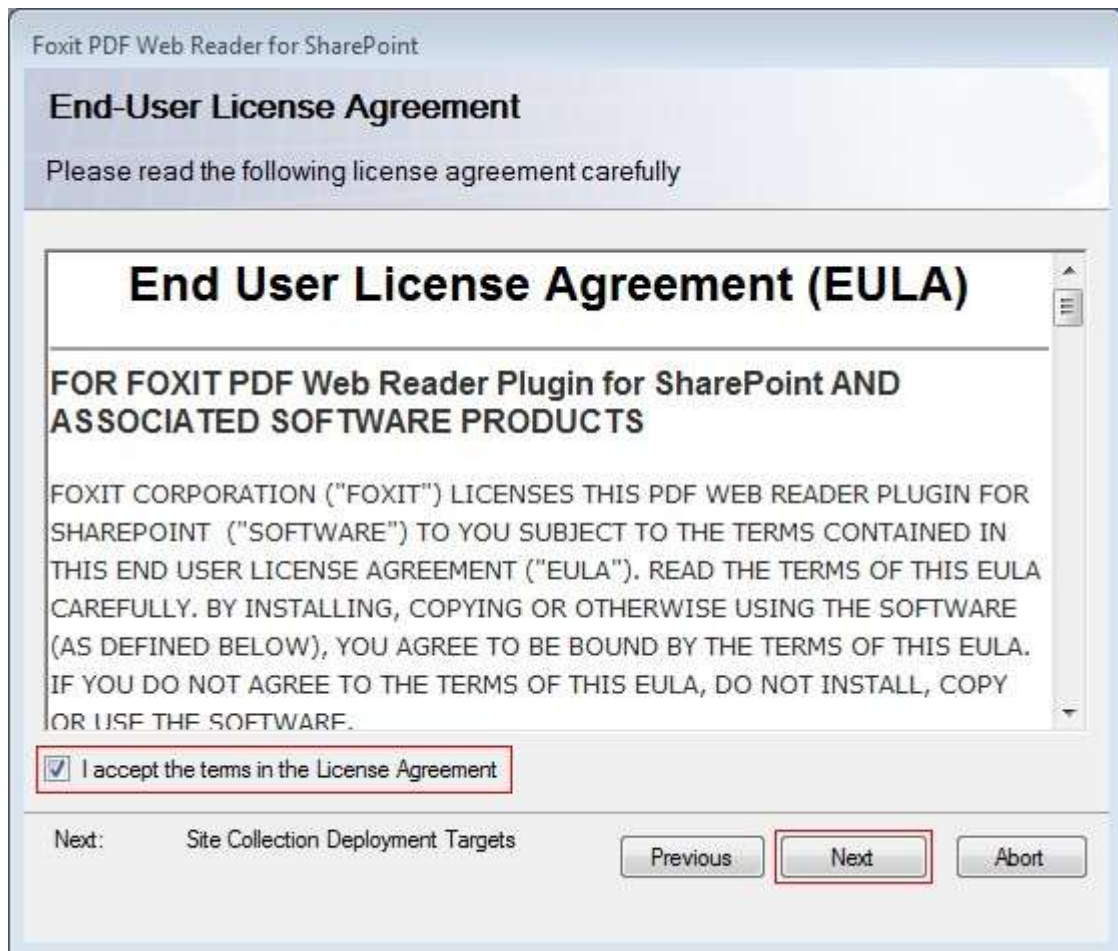 Foxit PDF Web Reader for SharePoint
End-User License Agreement
Please read the following license agreement carefully
End User License Agreement (EULA)
FOR FOXIT PDF Web Reader Plugin for SharePoint AND
ASSOCIATED SOFTWARE PRODUCTS
FOXIT CORPORATION ("FOXIT") LICENSES THIS PDF WEB READER PLUGIN FOR
SHAREPOINT ("SOFTWARE") TO YOU SUBJECT TO THE TERMS CONTAINED IN
THIS END USER LICENSE AGREEMENT ("EULA"). READ THE TERMS OF THIS EULA
CAREFULLY. BY INSTALLING, COPYING OR OTHERWISE USING THE SOFTWARE
(AS DEFINED BELOW), YOU AGREE TO BE BOUND BY THE TERMS OF THIS EULA.
IF YOU DO NOT AGREE TO THE TERMS OF THIS EULA, DO NOT INSTALL, COPY
OR USE THE SOFTWARE.
I accept the terms in the License Agreement
Next: Site Collection Deployment Targets
Previous Next Abort